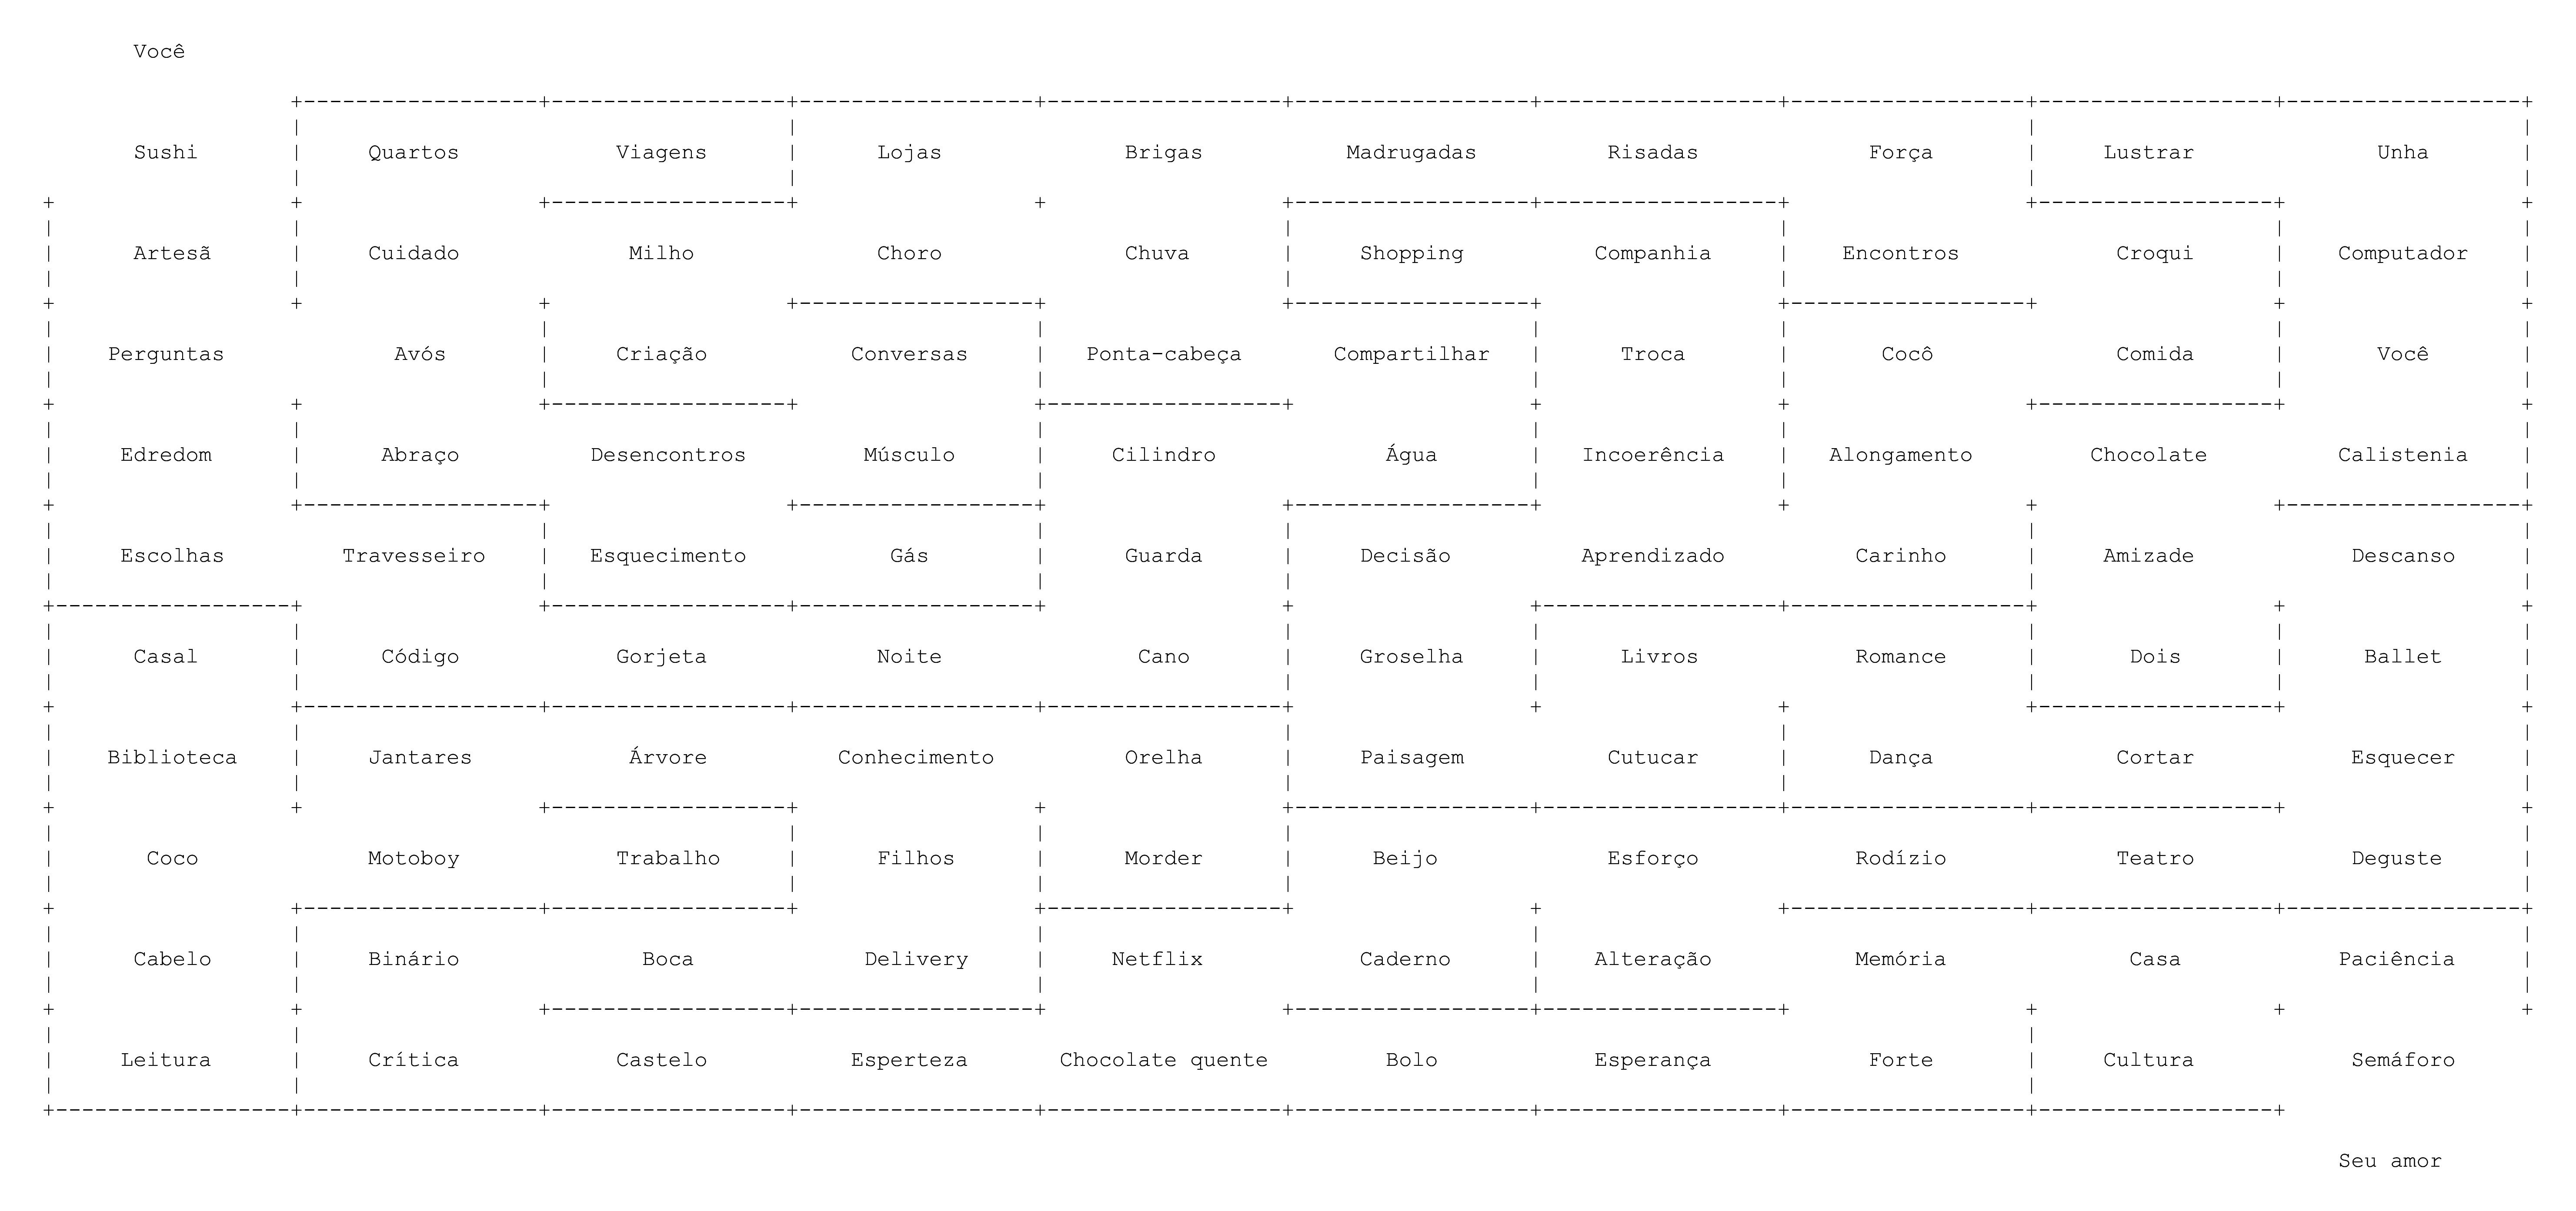 Você
Sushi Quartos Viagens Lojas Brigas Madrugadas Risadas Força Lustrar Unha
Artesã Cuidado Milho Choro Chuva Shopping Companhia Encontros Croqui Computador
Perguntas Avós Criação Conversas Ponta-cabeça Compartilhar Troca Cocô Comida Você
Edredom Abraço Desencontros Músculo Cilindro Água Incoerência Alongamento Chocolate Calistenia
Escolhas Travesseiro Esquecimento Gás Guarda Decisão Aprendizado Carinho Amizade Descanso
Casal Código Gorjeta Noite Cano Groselha Livros Romance Dois Ballet
Biblioteca Jantares Árvore Conhecimento Orelha Paisagem Cutucar Dança Cortar Esquecer
Coco Motoboy Trabalho Filhos Morder Beijo Esforço Rodízio Teatro Deguste
Cabelo Binário Boca Delivery Netflix Caderno Alteração Memória Casa Paciência
Leitura Crítica Castelo Esperteza Chocolate quente Bolo Esperança Forte Cultura Semáforo
Seu amor